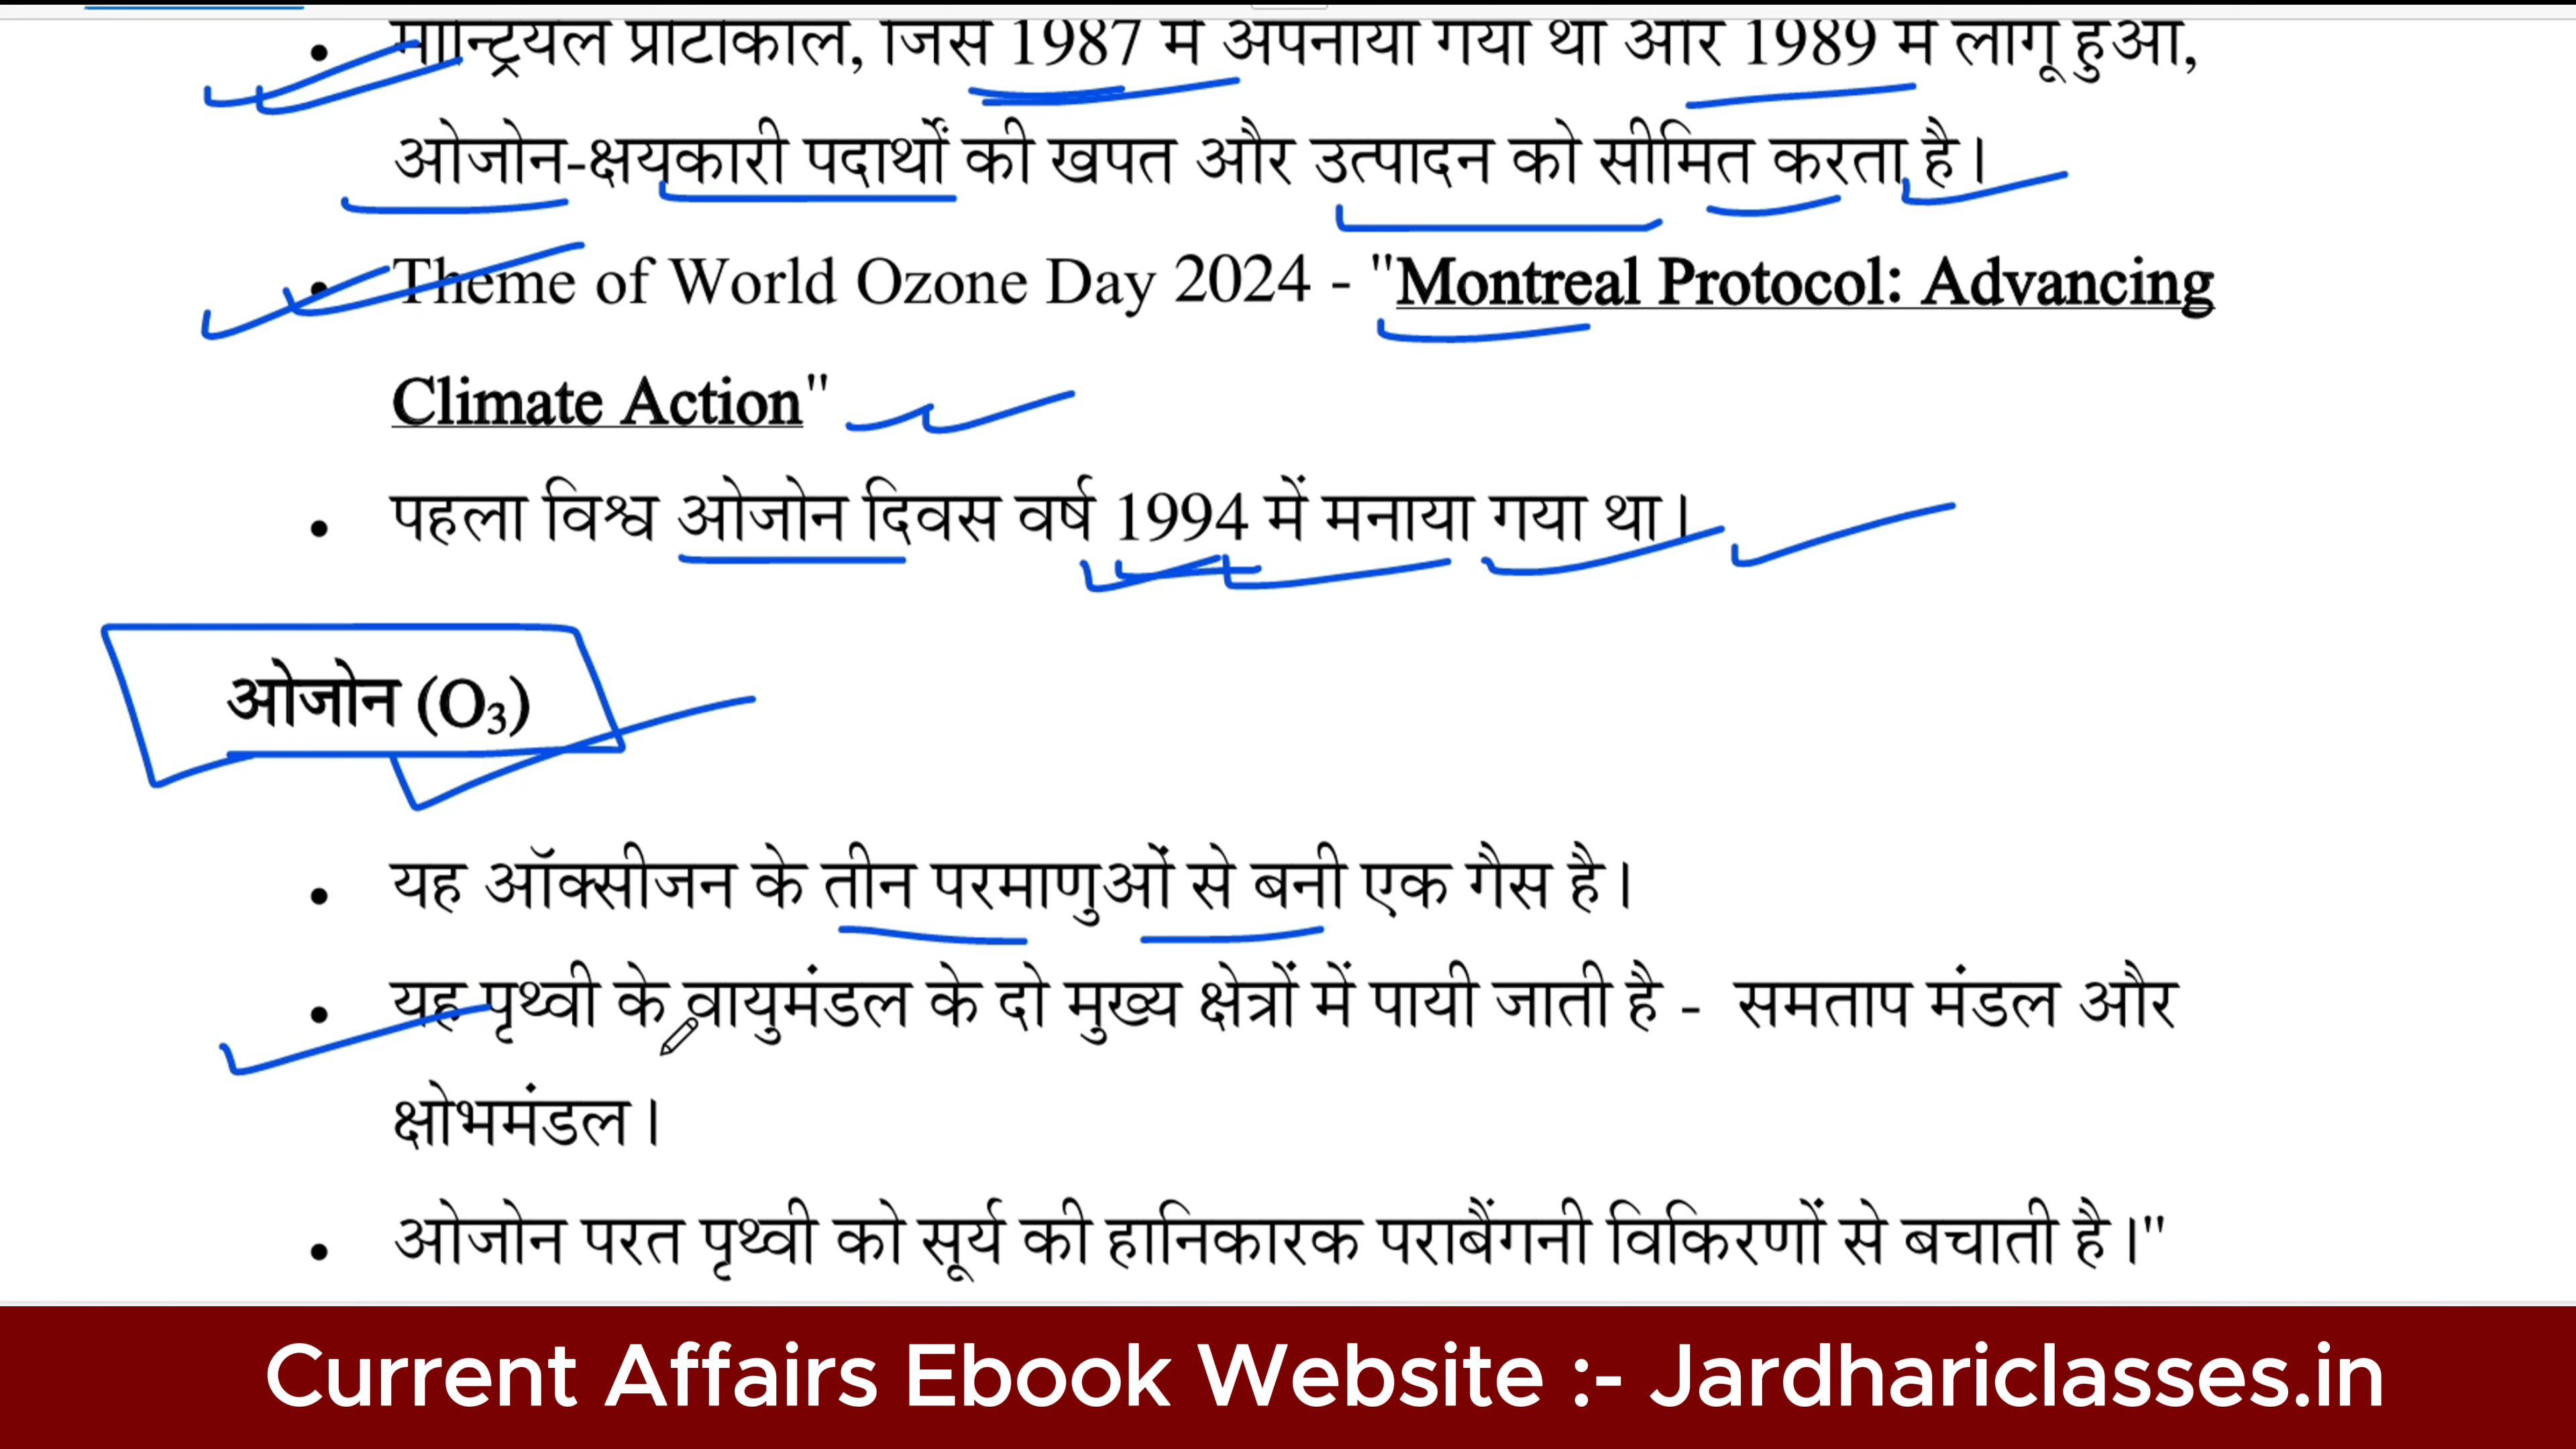 मॉन्ट्रियल प्रोटोकॉल, जिसे 1987 में अपनाया गया था और 1989 में लागू हुआ,
ओजोन-क्षयकारी पदार्थों की खपत और उत्पादन को सीमित करता है।
Theme of World Ozone Day 2024 - "Montreal Protocol: Advancing
Climate Action"
पहला विश्व ओजोन दिवस वर्ष 1994 में मनाया गया था।
ओजोन (O₃)
यह ऑक्सीजन के तीन परमाणुओं से बनी एक गैस है।
यह पृथ्वी के वायुमंडल के दो मुख्य क्षेत्रों में पायी जाती है - समताप मंडल और
क्षोभमंडल।
ओजोन परत पृथ्वी को सूर्य की हानिकारक पराबैंगनी विकिरणों से बचाती है।"
Current Affairs Ebook Website :- Jardhariclasses.in